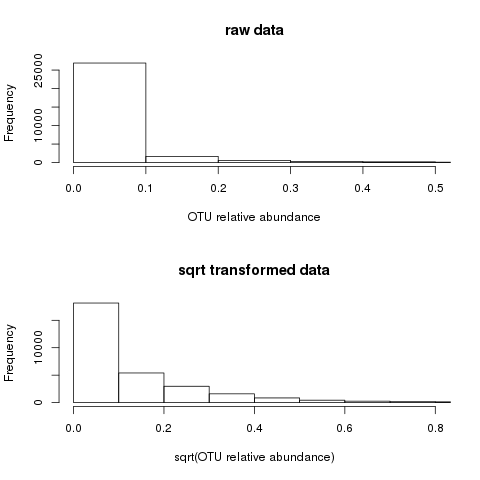 raw data
Frequency
25000
10000
0
0.0 0.1 0.2 0.3 0.4 0.5
OTU relative abundance
sqrt transformed data
Frequency
10000
0
0.0 0.2 0.4 0.6 0.8
sqrt(OTU relative abundance)